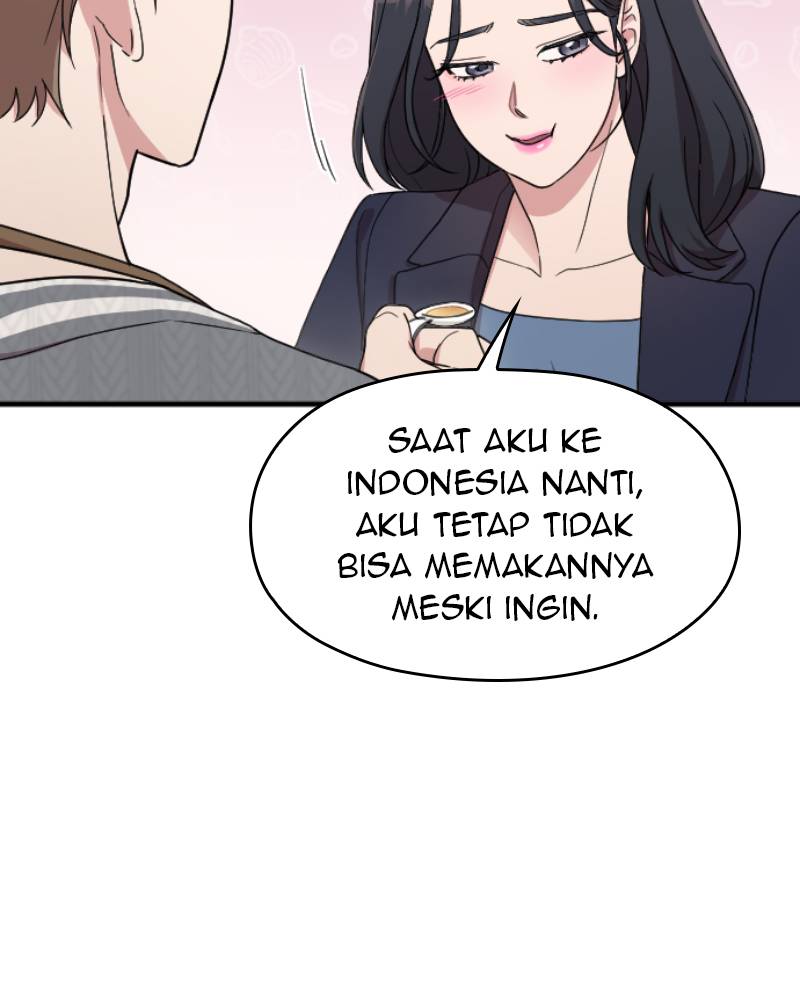 SAAT AKU KE
INDONESIA NANTI,
AKU TETAP TIDAK
BISA MEMAKANNYA
MESKI INGIN.